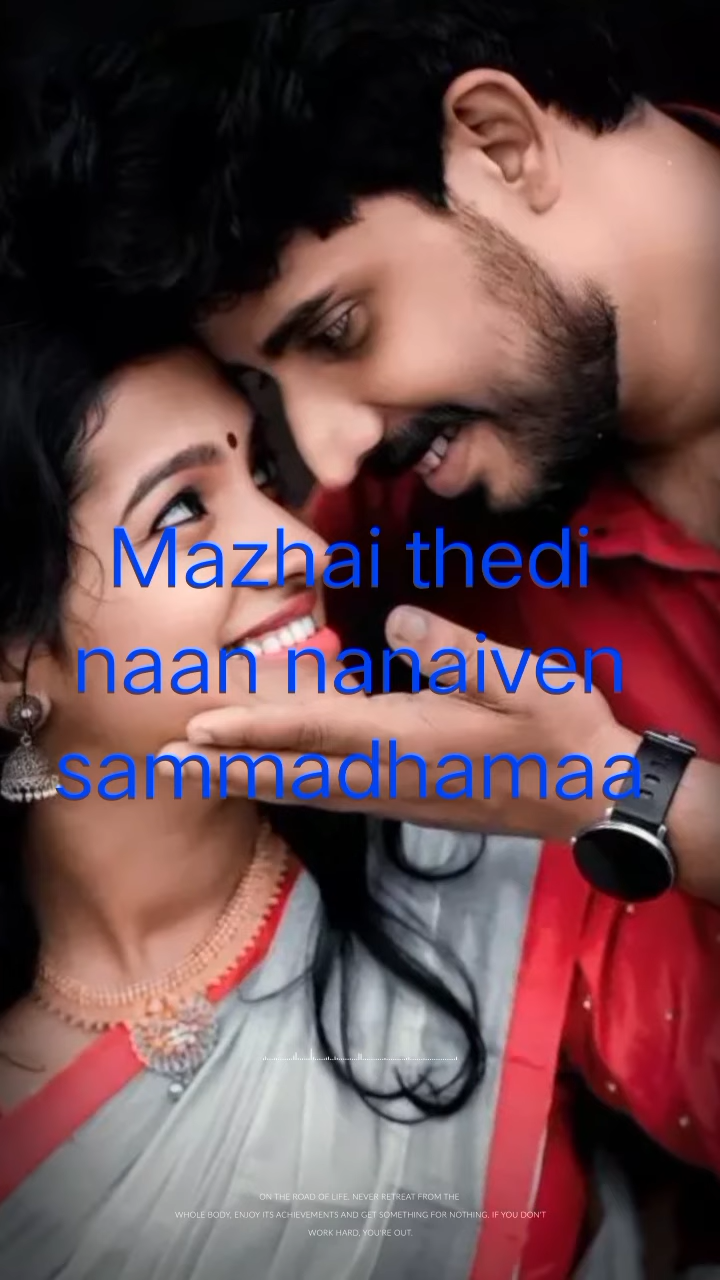 Mazhai thedi
naan nanaiven
sammadhamaa
ON THE ROAD OF LIFE, NEVER RETREAT FROM THE
WHOLE BODY, ENJOY ITS ACHIEVEMENTS AND GET SOMETHING FOR NOTHING. IF YOU DON'T
WORK HARD, YOU'RE OUT.